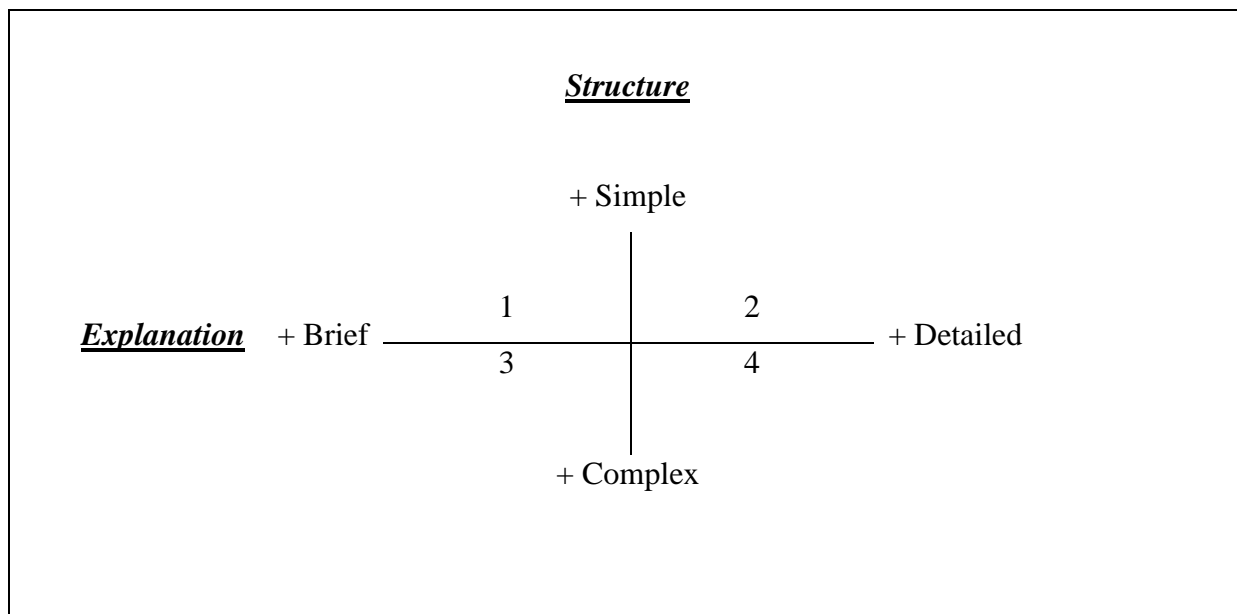 Structure
+ Simple
1 2
Explanation + Brief + Detailed
3 4
+ Complex